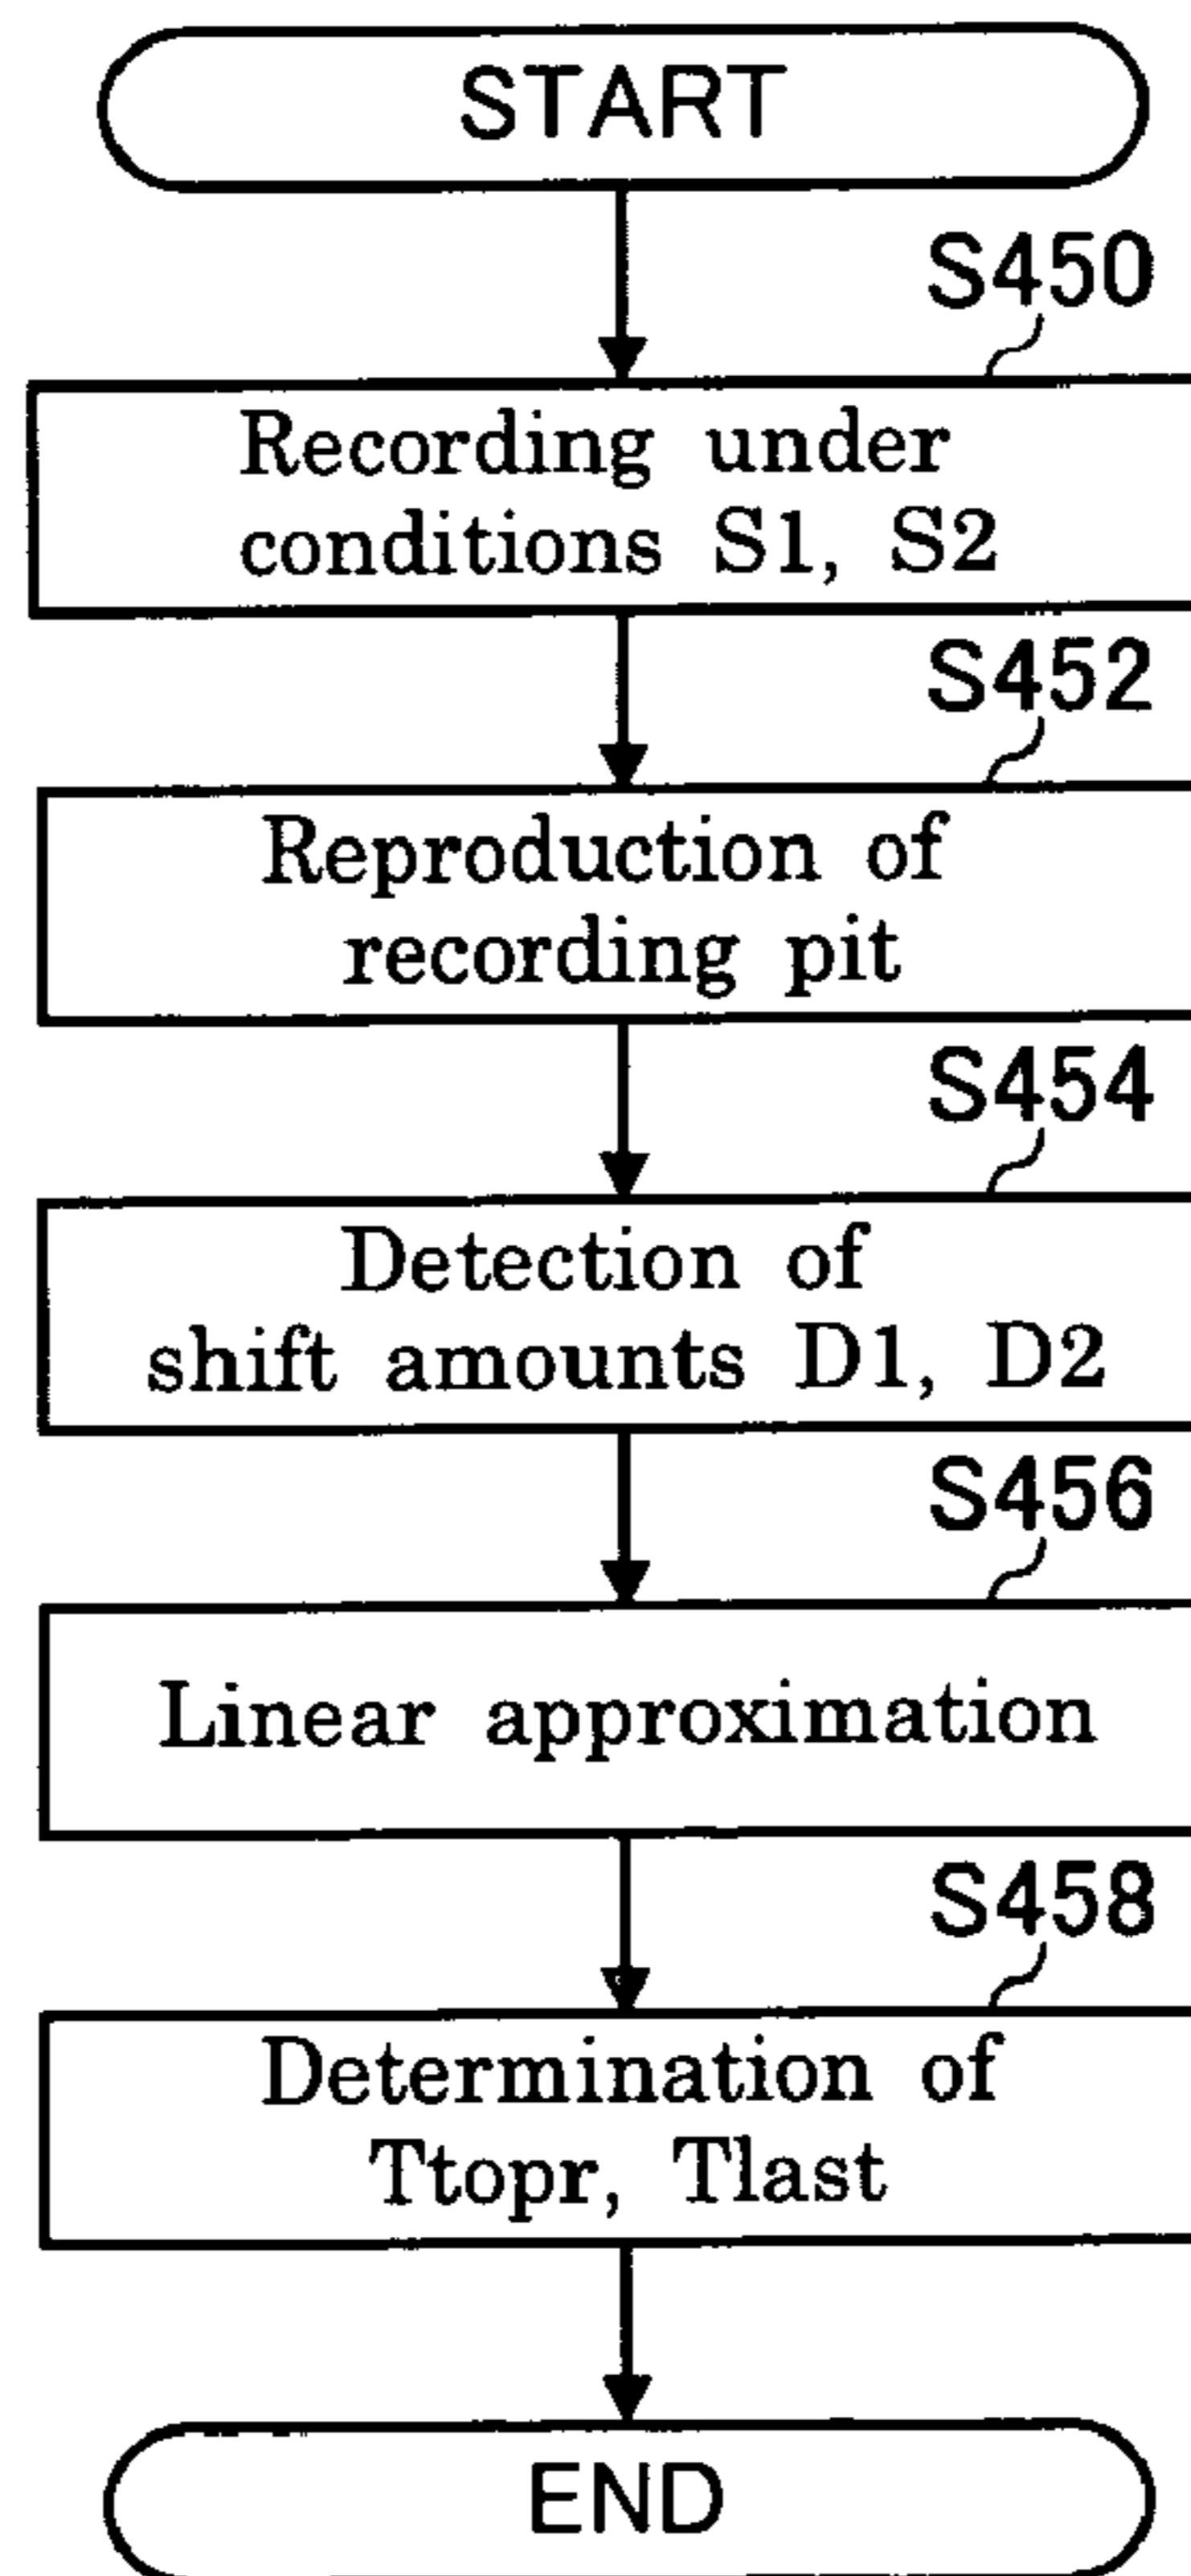 START
S450
Recording under
conditions S1, S2
S452
Reproduction of
recording pit
S454
Detection of
shift amounts D1, D2
S456
Linear approximation
S458
Determination of
Ttopr, Tlast
END